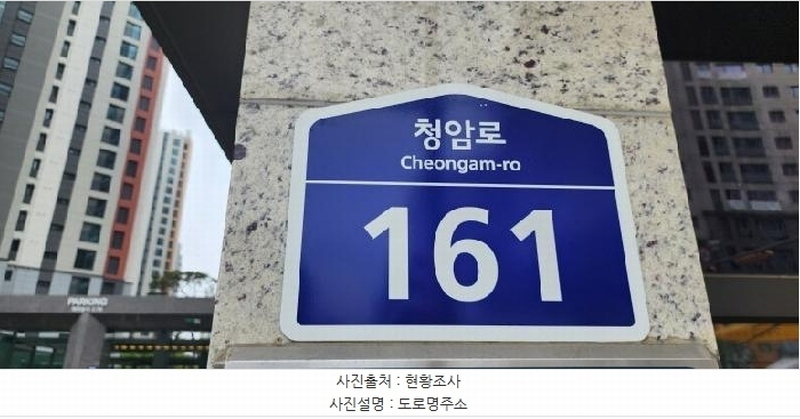 청암로
Cheongam-ro
161
PARKING
사진출처 : 현황조사
사진설명 : 도로명주소